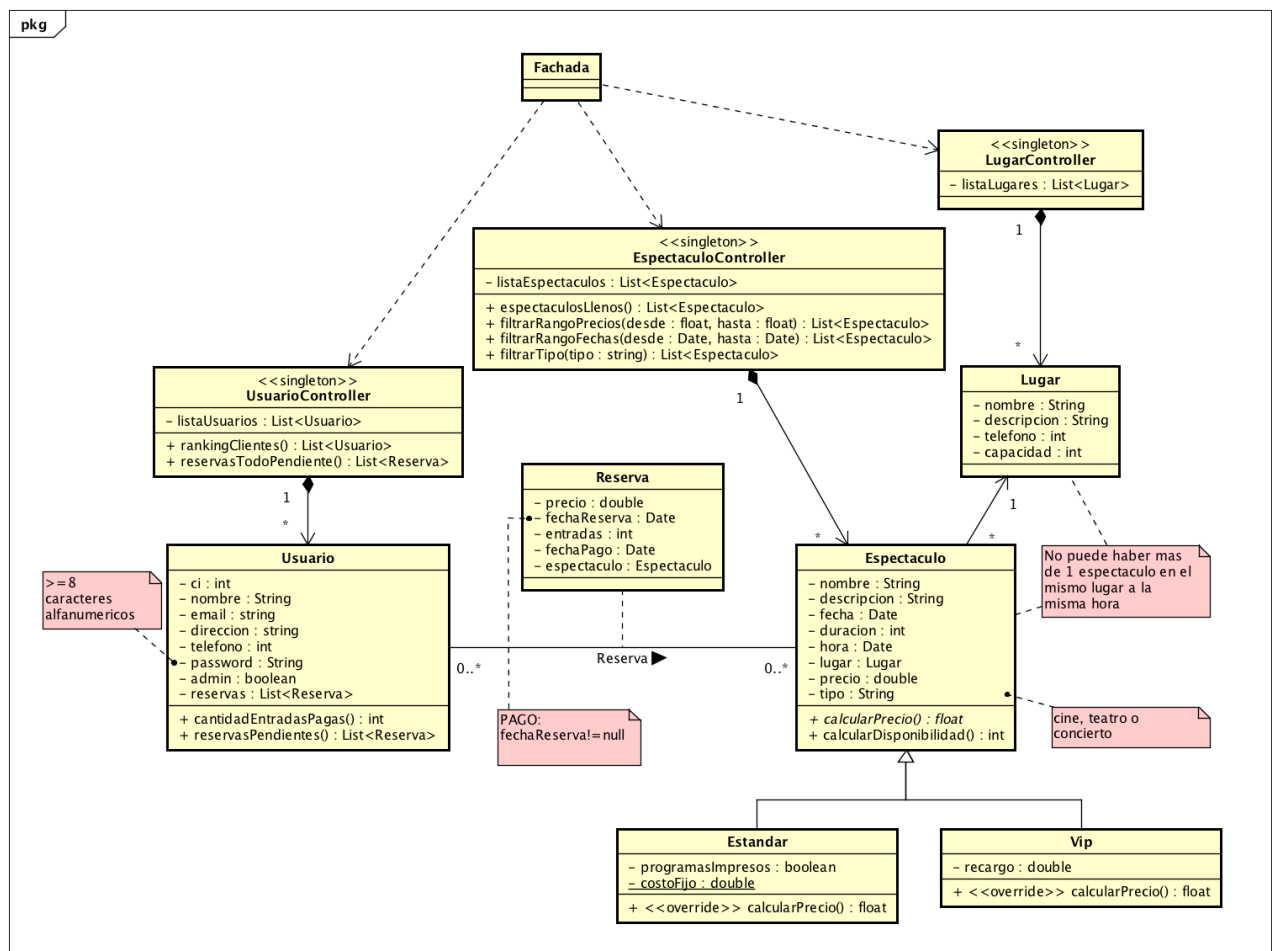 pkg
Fachada
<<singleton>>
LugarController
- listaLugares : List<Lugar>
1
*
<<singleton>>
EspectaculoController
- listaEspectaculos : List<Espectaculo>
+ espectaculosLlenos() : List<Espectaculo>
+ filtrarRangoPrecios(desde : float, hasta : float) : List<Espectaculo>
+ filtrarRangoFechas(desde : Date, hasta : Date) : List<Espectaculo>
+ filtrarTipo(tipo : string) : List<Espectaculo>
1
*
<<singleton>>
UsuarioController
- listaUsuarios : List<Usuario>
+ rankingClientes() : List<Usuario>
+ reservasTodoPendiente() : List<Reserva>
1
*
Lugar
- nombre : String
- descripcion : String
- telefono : int
- capacidad : int
1
*
Reserva
- precio : double
- fechaReserva : Date
- entradas : int
- fechaPago : Date
- espectaculo : Espectaculo
Usuario
- ci : int
- nombre : String
- email : string
- direccion : string
- telefono : int
- password : String
- admin : boolean
- reservas : List<Reserva>
+ cantidadEntradasPagas() : int
+ reservasPendientes() : List<Reserva>
>=8
caracteres
alfanumericos
0..*
Reserva
0..*
PAGO:
fechaReserva!=null
Espectaculo
- nombre : String
- descripcion : String
- fecha : Date
- duracion : int
- hora : Date
- lugar : Lugar
- precio : double
- tipo : String
+ calcularPrecio() : float
+ calcularDisponibilidad() : int
No puede haber mas
de 1 espectaculo en el
mismo lugar a la
misma hora
cine, teatro o
concierto
Estandar
- programasImpresos : boolean
- costoFijo : double
+ <<override>> calcularPrecio() : float
Vip
- recargo : double
+ <<override>> calcularPrecio() : float